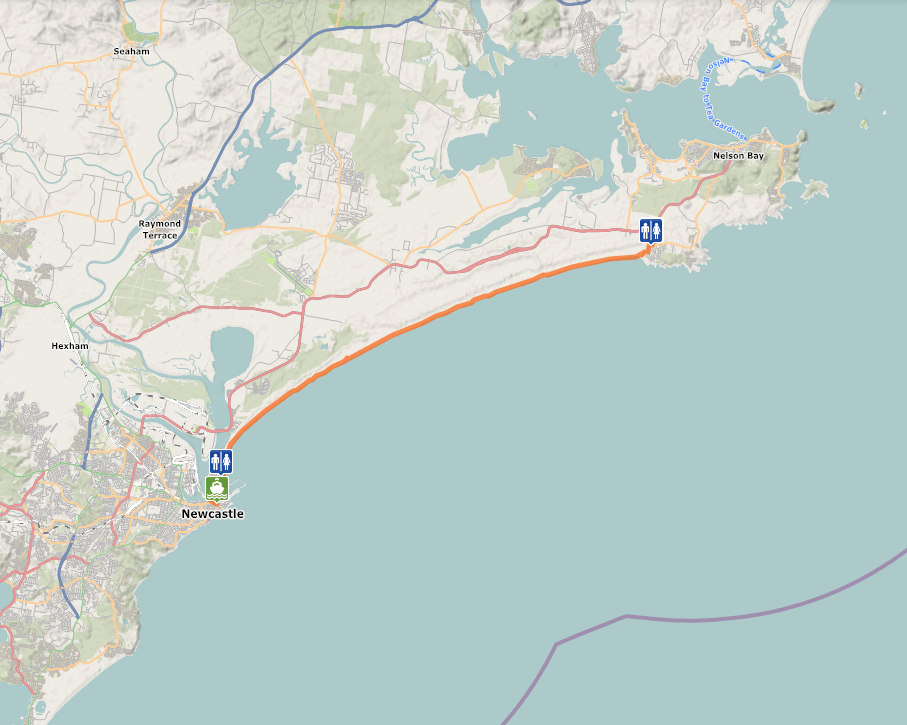 Seaham
Nelson Bay to Tea Gardens
Nelson Bay
Raymond
Terrace
Hexham
Newcastle